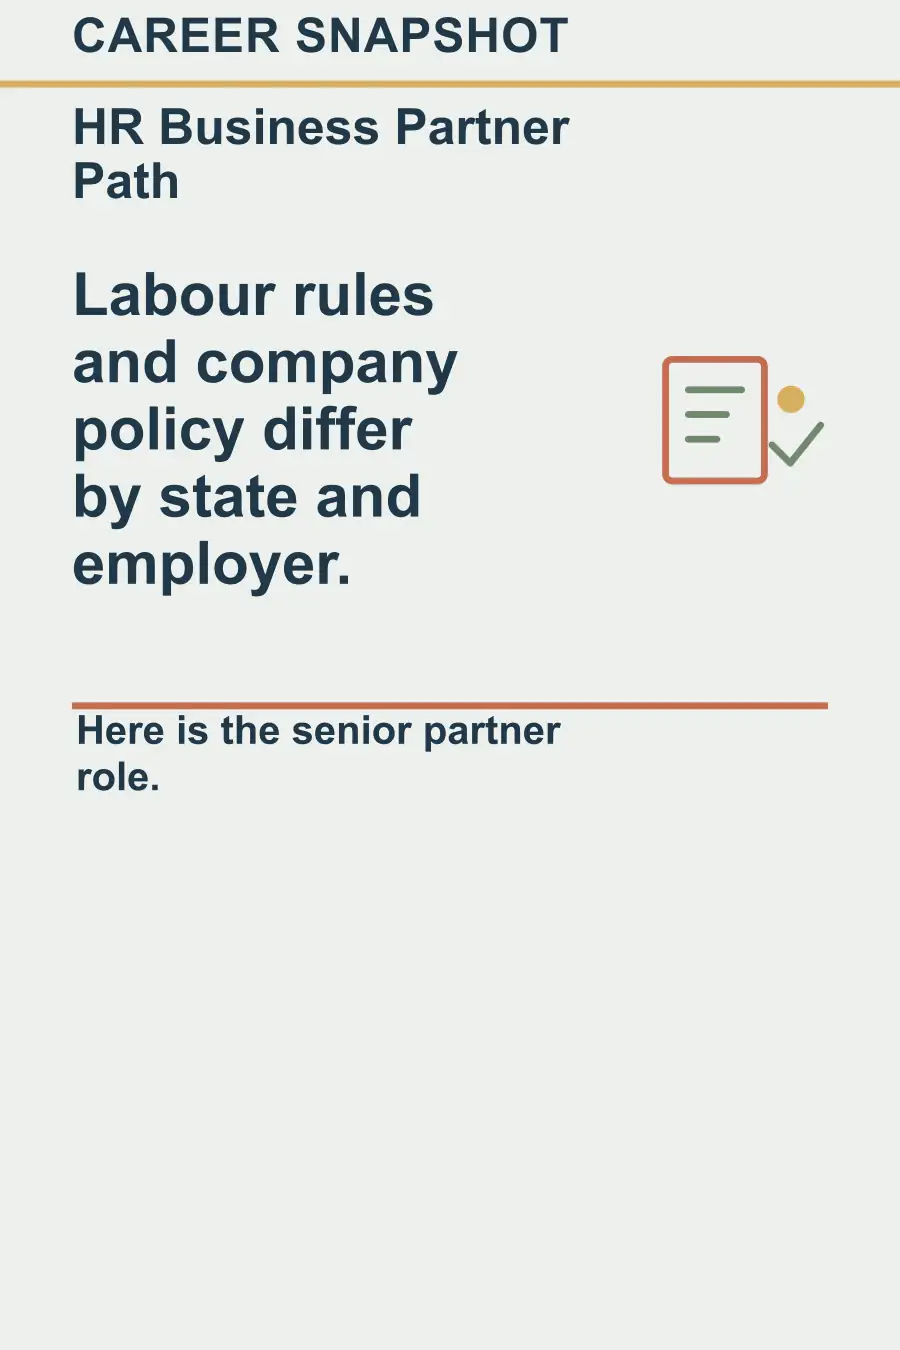 CAREER SNAPSHOT
HR Business Partner
Path
Labour rules
and company
policy differ
by state and
employer.
Here is the senior partner
role.